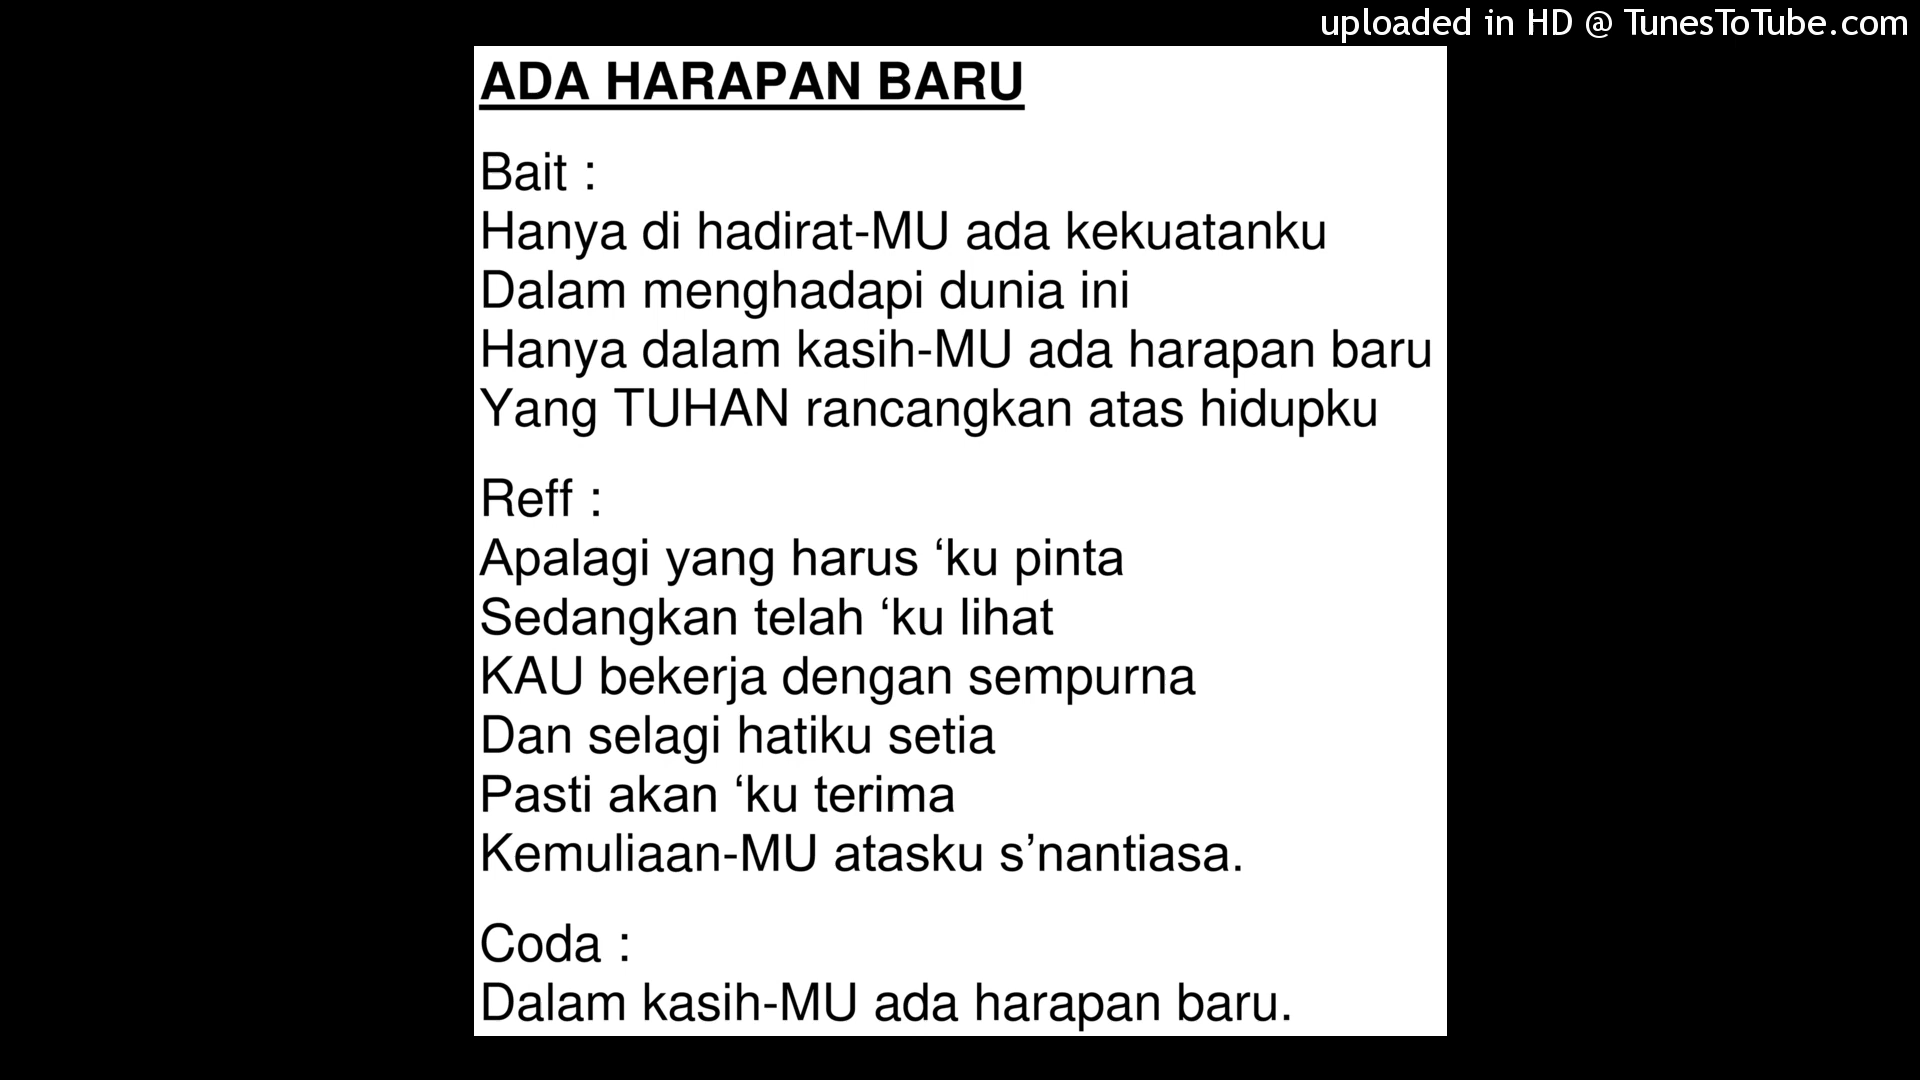 uploaded in HD @ TunesToTube.com
ADA HARAPAN BARU
Bait :
Hanya di hadirat-MU ada kekuatanku
Dalam menghadapi dunia ini
Hanya dalam kasih-MU ada harapan baru
Yang TUHAN rancangkan atas hidupku
Reff :
Apalagi yang harus ‘ku pinta
Sedangkan telah ‘ku lihat
KAU bekerja dengan sempurna
Dan selagi hatiku setia
Pasti akan ‘ku terima
Kemuliaan-MU atasku s’nantiasa.
Coda :
Dalam kasih-MU ada harapan baru.